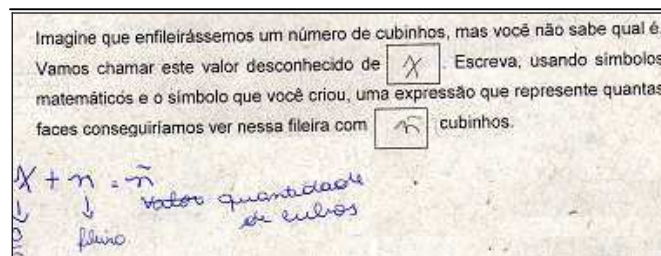 Imagine que enfileirássemos um número de cubinhos, mas você não sabe qual é.
Vamos chamar este valor desconhecido de X . Escreva, usando símbolos
matemáticos e o símbolo que você criou, uma expressão que represente quantas
faces conseguiríamos ver nessa fileira com ñ cubinhos.
X + n = ñ
valor quantidade
de cubos